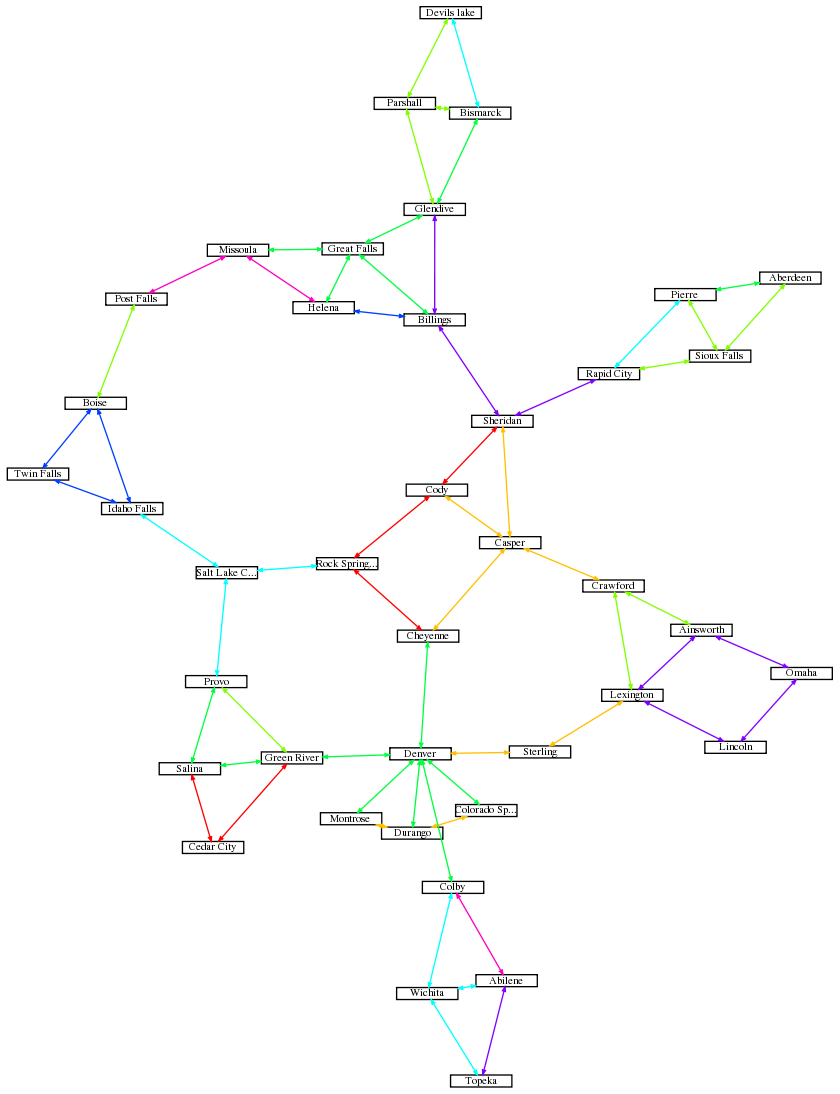 Devils lake
Parshall
Bismarck
Glendive
Missoula
Great Falls
Aberdeen
Post Falls
Pierre
Helena
Billings
Sioux Falls
Rapid City
Boise
Sheridan
Twin Falls
Cody
Idaho Falls
Casper
Rock Spring...
Salt Lake C...
Crawford
Ainsworth
Cheyenne
Omaha
Provo
Lexington
Lincoln
Sterling
Denver
Green River
Salina
Colorado Sp...
Montrose
Durango
Cedar City
Colby
Abilene
Wichita
Topeka